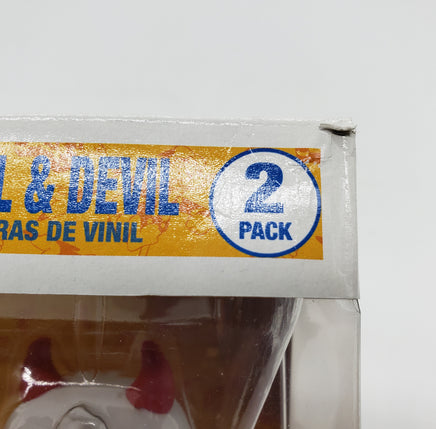 L & DEVIL
RAS DE VINIL
2
PACK